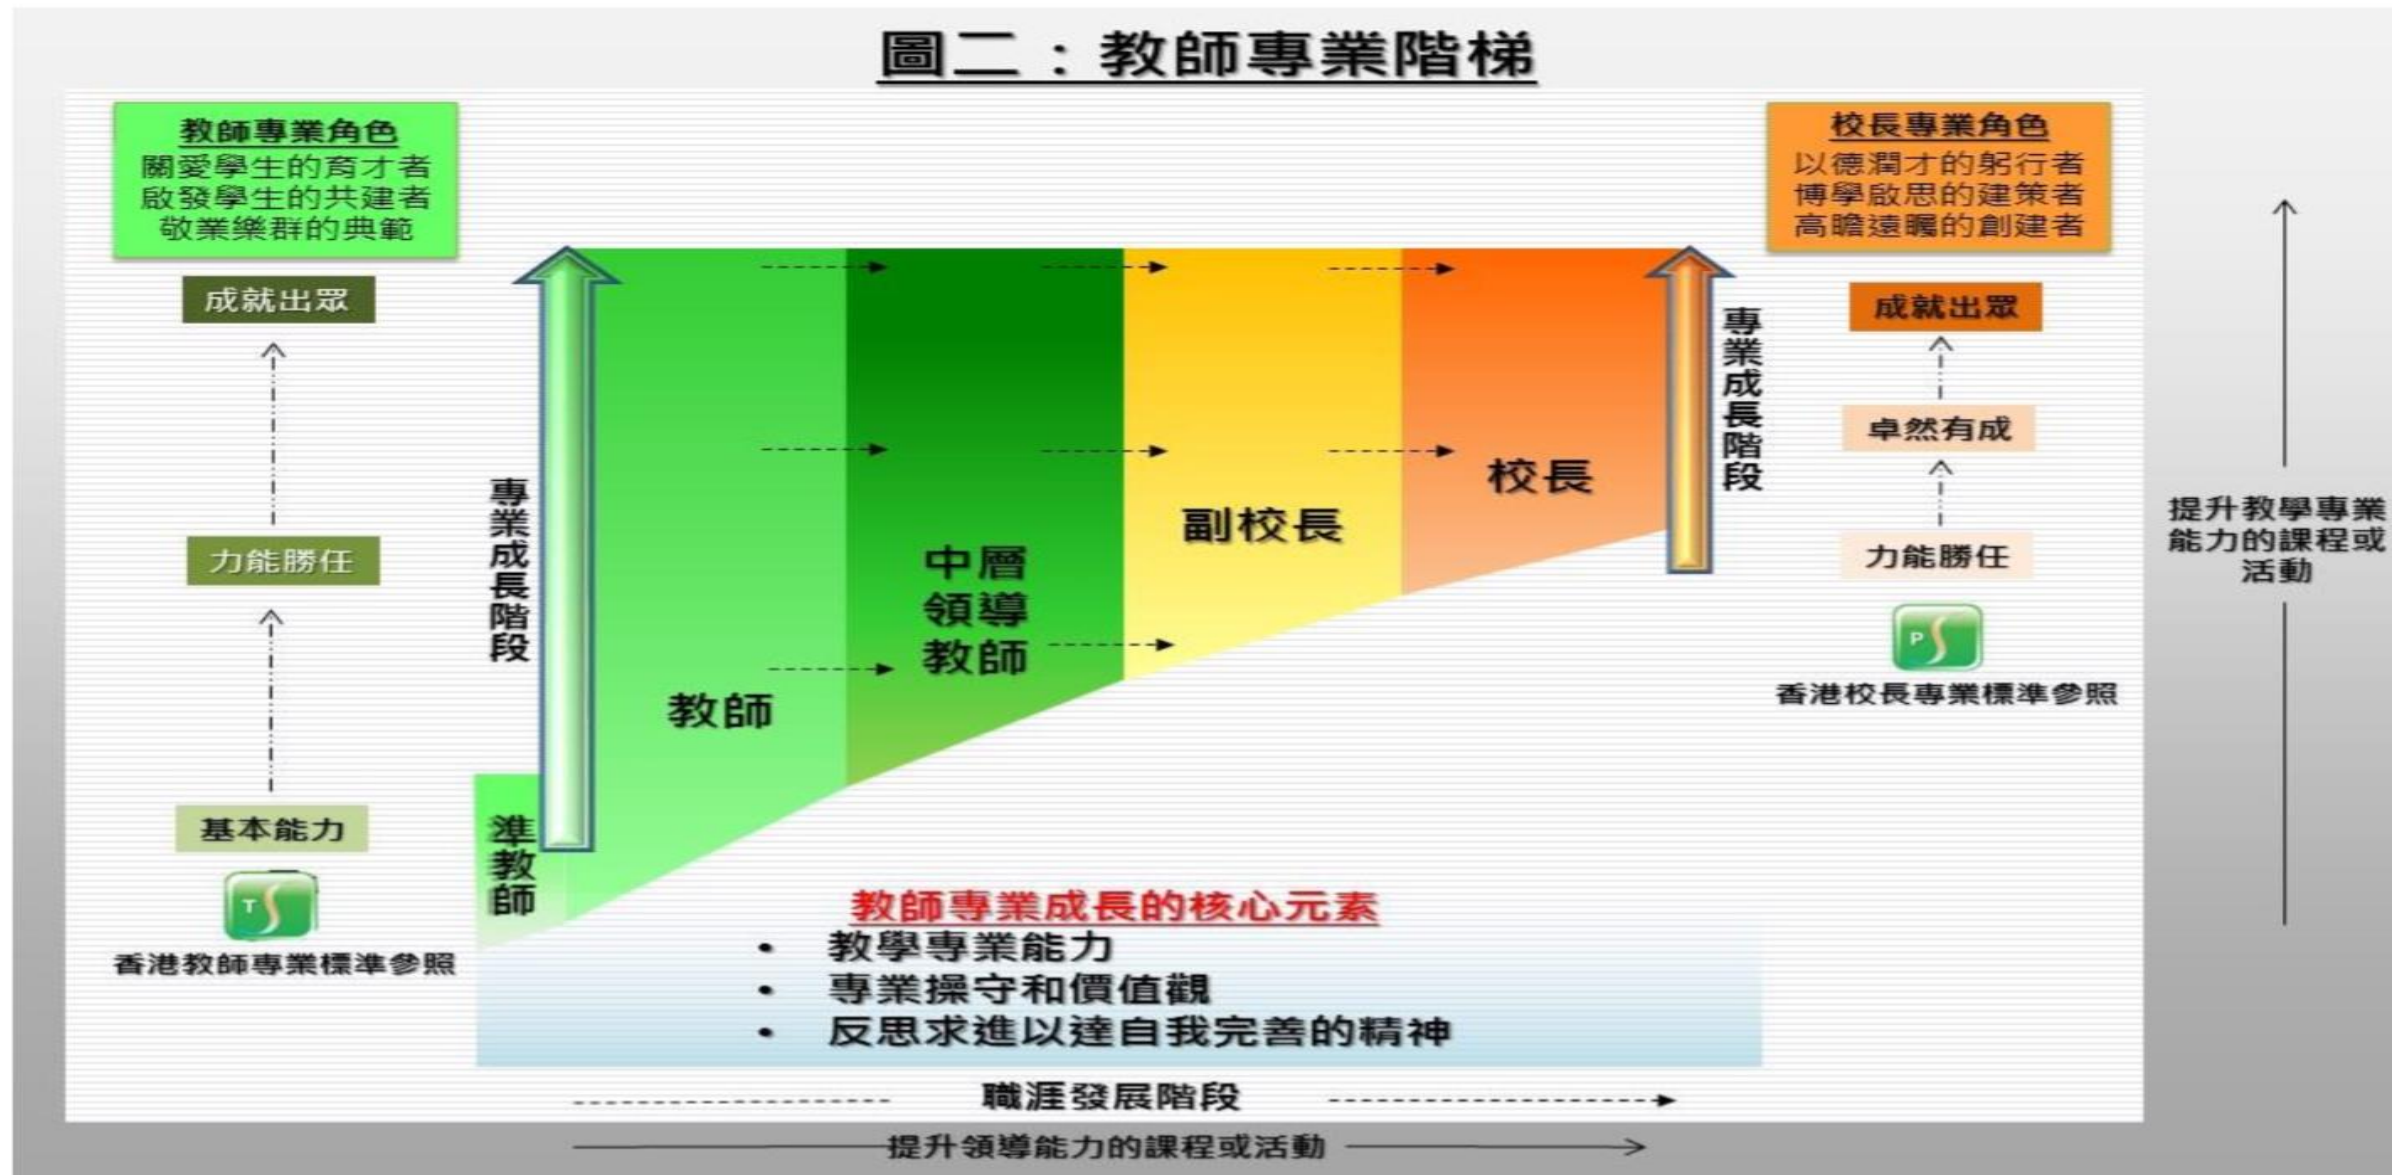 圖二：教師專業階梯
教師專業角色
關愛學生的育才者
啟發學生的共建者
敬業樂群的典範
成就出眾
力能勝任
基本能力
T
香港教師專業標準參照
專業成長階段
準教師
教師
中層
領導
教師
副校長
校長
專業成長階段
校長專業角色
以德潤才的躬行者
博學啟思的建策者
高瞻遠矚的創建者
成就出眾
卓然有成
力能勝任
P
香港校長專業標準參照
提升教學專業
能力的課程或
活動
教師專業成長的核心元素
• 教學專業能力
• 專業操守和價值觀
• 反思求進以達自我完善的精神
職涯發展階段
提升領導能力的課程或活動